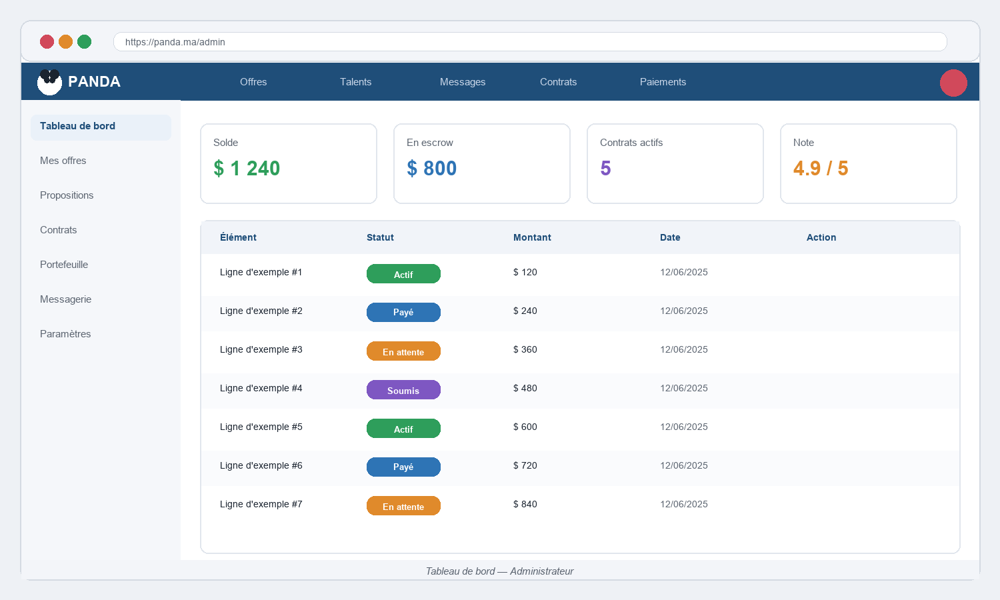 https://panda.ma/admin
PANDA Offres Talents Messages Contrats Paiements
Tableau de bord
Mes offres
Propositions
Contrats
Portefeuille
Messagerie
Paramètres
Solde
$ 1 240
En escrow
$ 800
Contrats actifs
5
Note
4.9 / 5
Élément Statut Montant Date Action
Ligne d'exemple #1 Actif $ 120 12/06/2025
Ligne d'exemple #2 Payé $ 240 12/06/2025
Ligne d'exemple #3 En attente $ 360 12/06/2025
Ligne d'exemple #4 Soumis $ 480 12/06/2025
Ligne d'exemple #5 Actif $ 600 12/06/2025
Ligne d'exemple #6 Payé $ 720 12/06/2025
Ligne d'exemple #7 En attente $ 840 12/06/2025
Tableau de bord — Administrateur